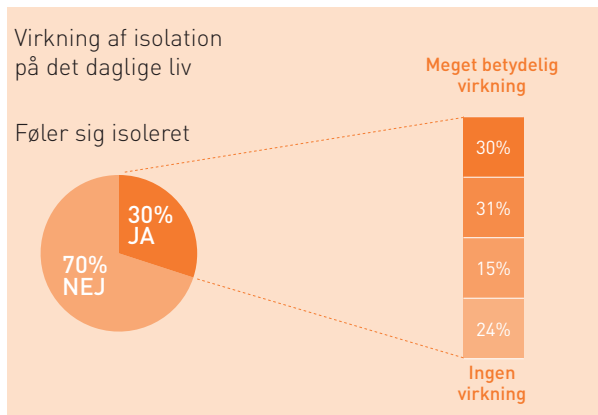 Virkning af isolation
på det daglige liv
Føler sig isoleret
30%
JA
70%
NEJ
Meget betydelig
virkning
30%
31%
15%
24%
Ingen
virkning